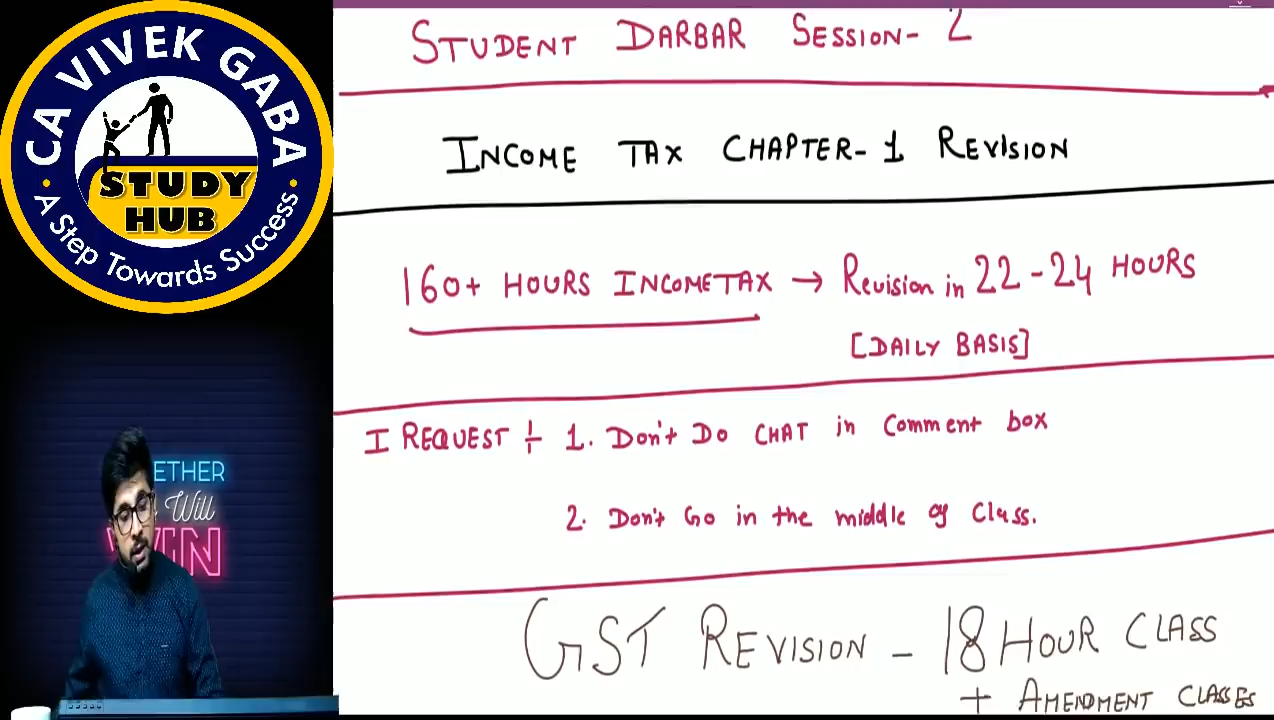 CA VIVEK GABA
STUDY
HUB
• A Step Towards Success •
ETHER
Will
WIN
STUDENT DARBAR SESSION - 2
INCOME TAX CHAPTER - 1 REVISION
160+ HOURS INCOMETAX → Revision in 22 - 24 HOURS
[DAILY BASIS]
I REQUEST ÷ 1. Don't Do CHAT in Comment box
2. Don't Go in the middle of Class.
GST REVISION - 18 HOUR CLASS
+ AMENDMENT CLASSES